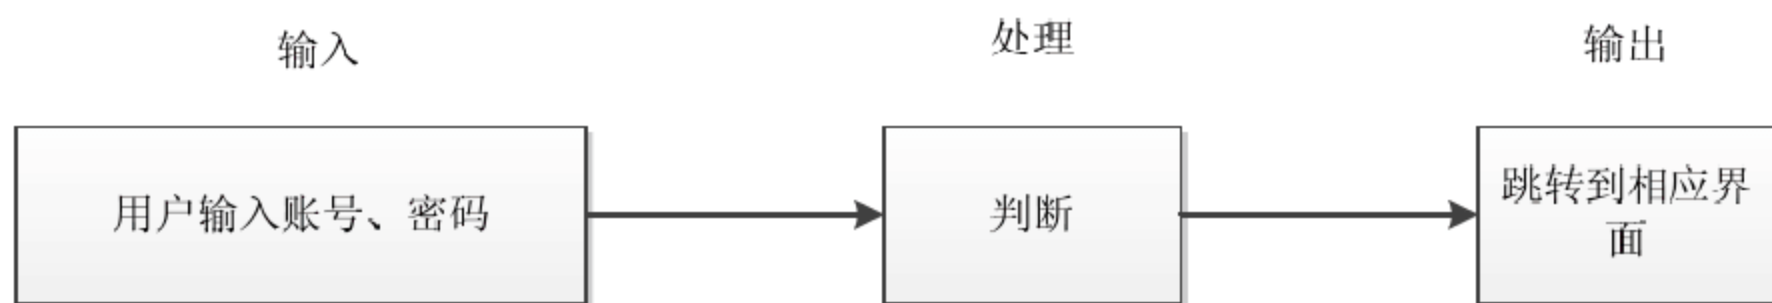 输入
处理
输出
用户输入账号、密码
判断
跳转到相应界
面